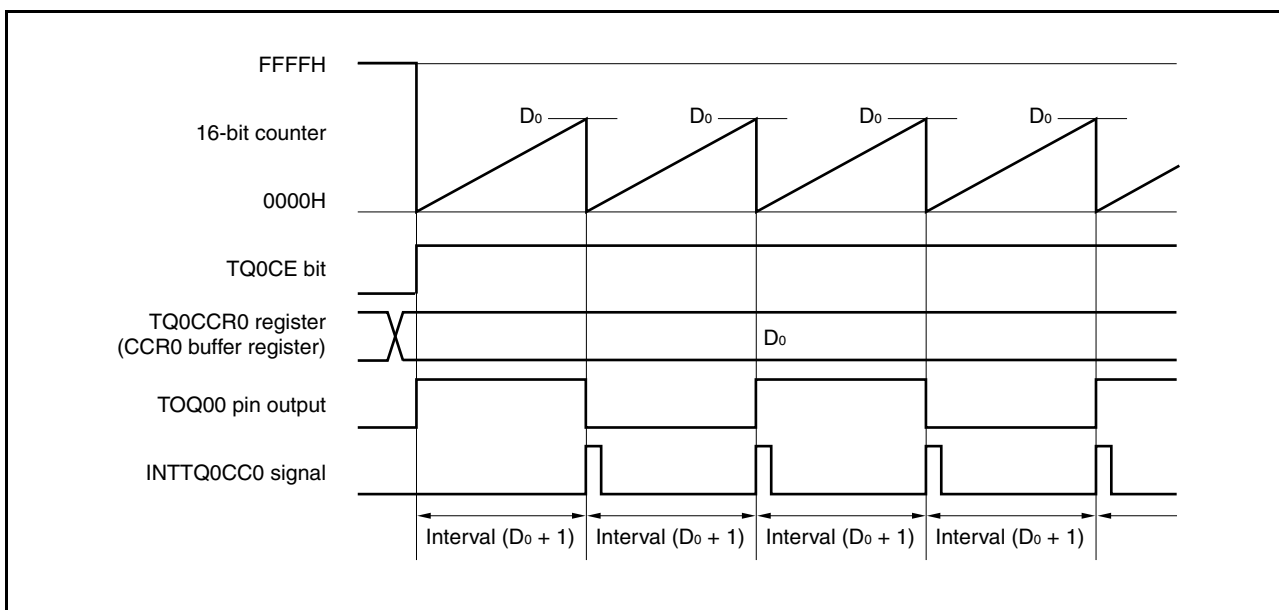 FFFFH
D0 D0 D0 D0
16-bit counter
0000H
TQ0CE bit
TQ0CCR0 register
(CCR0 buffer register)
D0
TOQ00 pin output
INTTQ0CC0 signal
Interval (D0 + 1) Interval (D0 + 1) Interval (D0 + 1) Interval (D0 + 1)